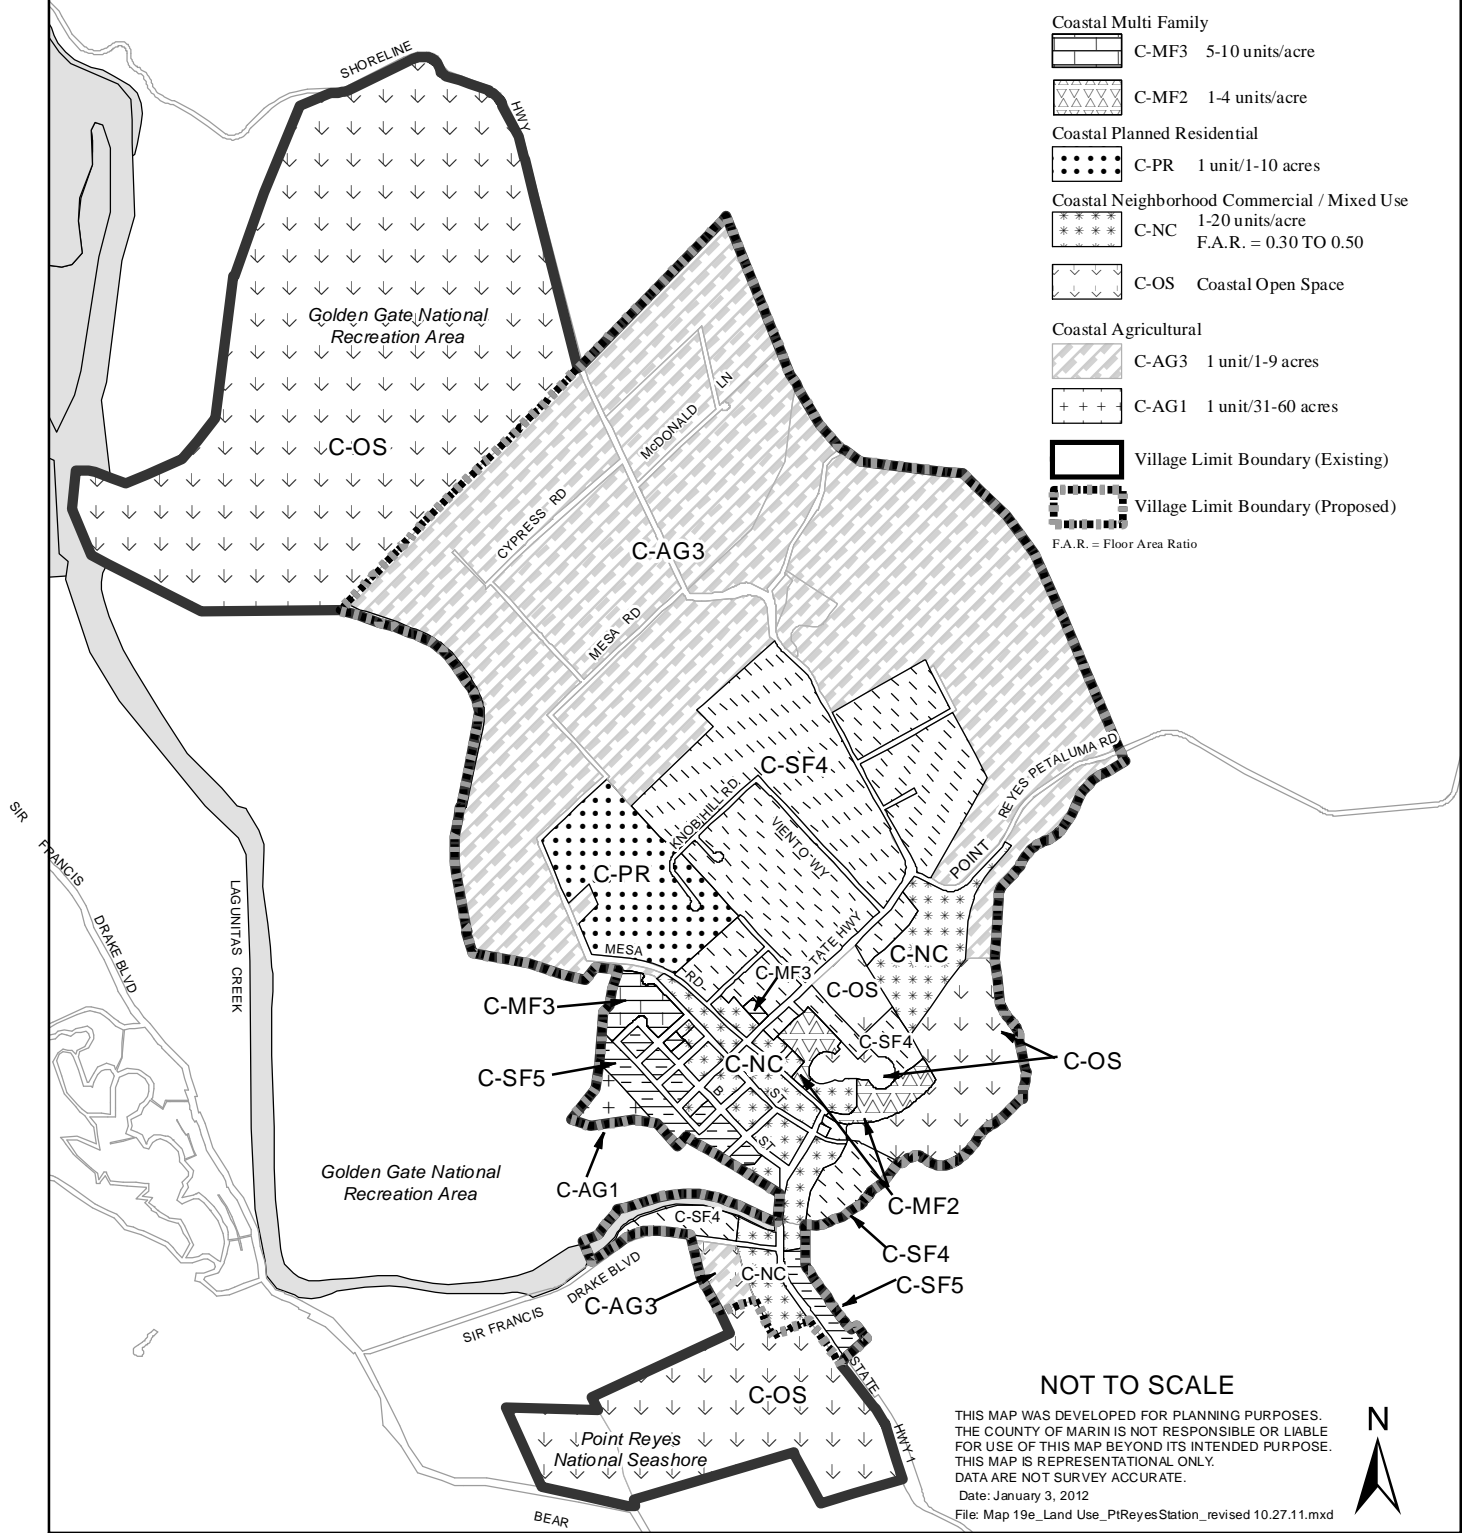 Coastal Multi Family
C-MF3 5-10 units/acre
C-MF2 1-4 units/acre
Coastal Planned Residential
C-PR 1 unit/1-10 acres
Coastal Neighborhood Commercial / Mixed Use
C-NC 1-20 units/acre
F.A.R. = 0.30 TO 0.50
C-OS Coastal Open Space
Coastal Agricultural
C-AG3 1 unit/1-9 acres
C-AG1 1 unit/31-60 acres
Village Limit Boundary (Existing)
Village Limit Boundary (Proposed)
F.A.R. = Floor Area Ratio
SHORELINE
HWY
Golden Gate National
Recreation Area
C-OS
McDONALD LN
CYPRESS RD
C-AG3
MESA RD
C-SF4
POINT REYES PETALUMA RD
KNOB HILL RD.
VIENTO WY
C-PR
TATE HWY
MESA RD.
C-NC
C-MF3
C-OS
C-MF3
C-SF4
C-NC
C-OS
C-SF5
B ST.
ST.
C-AG1
C-MF2
C-SF4
C-SF4
C-SF5
C-NC
C-AG3
SIR FRANCIS DRAKE BLVD
LAGUNITAS CREEK
Golden Gate National
Recreation Area
SIR FRANCIS DRAKE BLVD
STATE HWY 1
C-OS
Point Reyes
National Seashore
BEAR
NOT TO SCALE
THIS MAP WAS DEVELOPED FOR PLANNING PURPOSES.
THE COUNTY OF MARIN IS NOT RESPONSIBLE OR LIABLE
FOR USE OF THIS MAP BEYOND ITS INTENDED PURPOSE.
THIS MAP IS REPRESENTATIONAL ONLY.
DATA ARE NOT SURVEY ACCURATE.
Date: January 3, 2012
File: Map 19e_Land Use_PtReyesStation_revised 10.27.11.mxd
N